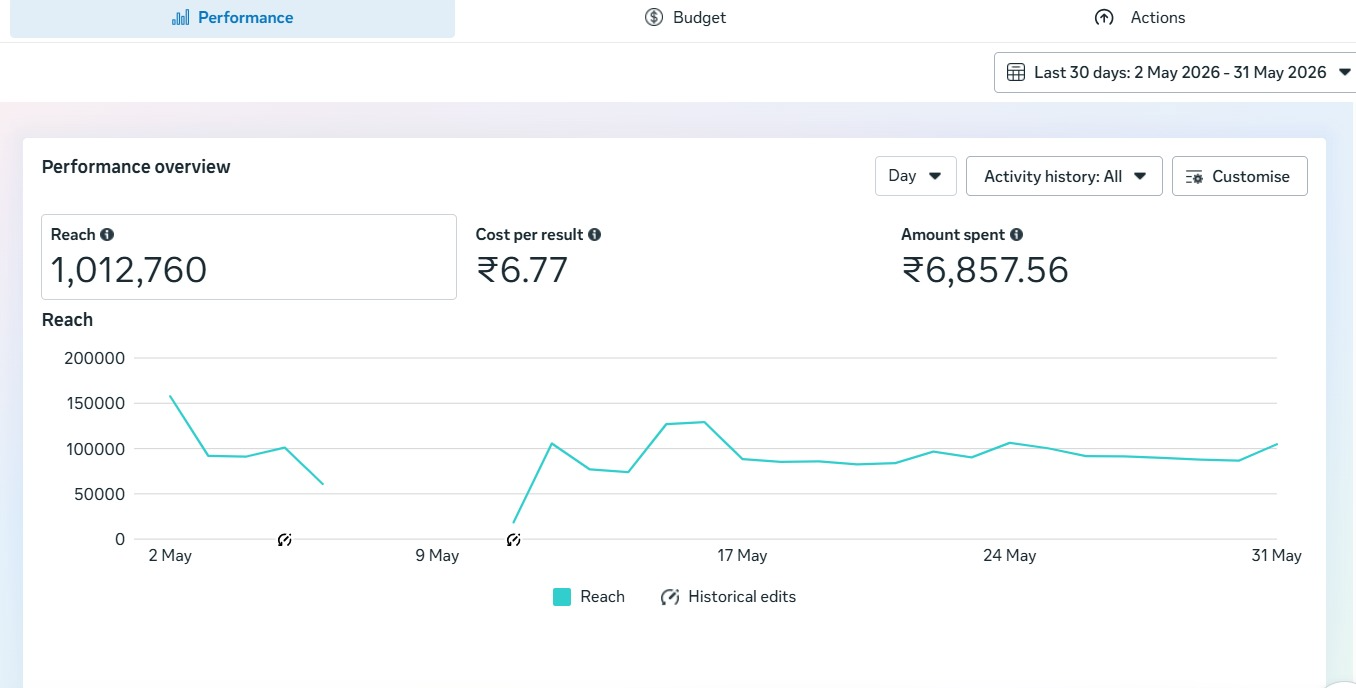 Performance
Budget
Actions
Last 30 days: 2 May 2026 - 31 May 2026
Performance overview
Day
Activity history: All
Customise
Reach
1,012,760
Cost per result
₹6.77
Amount spent
₹6,857.56
Reach
200000
150000
100000
50000
0
2 May 9 May 17 May 24 May 31 May
Reach Historical edits